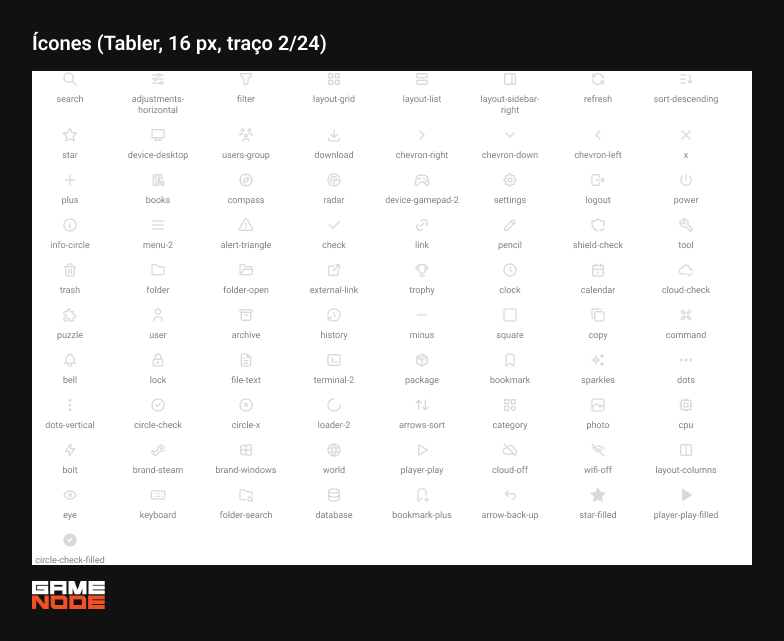 Ícones (Tabler, 16 px, traço 2/24)
search adjustments- filter layout-grid layout-list layout-sidebar- refresh sort-descending
horizontal right
star device-desktop users-group download chevron-right chevron-down chevron-left x
plus books compass radar device-gamepad-2 settings logout power
info-circle menu-2 alert-triangle check link pencil shield-check tool
trash folder folder-open external-link trophy clock calendar cloud-check
puzzle user archive history minus square copy command
bell lock file-text terminal-2 package bookmark sparkles dots
dots-vertical circle-check circle-x loader-2 arrows-sort category photo cpu
bolt brand-steam brand-windows world player-play cloud-off wifi-off layout-columns
eye keyboard folder-search database bookmark-plus arrow-back-up star-filled player-play-filled
circle-check-filled
GAME
NODE